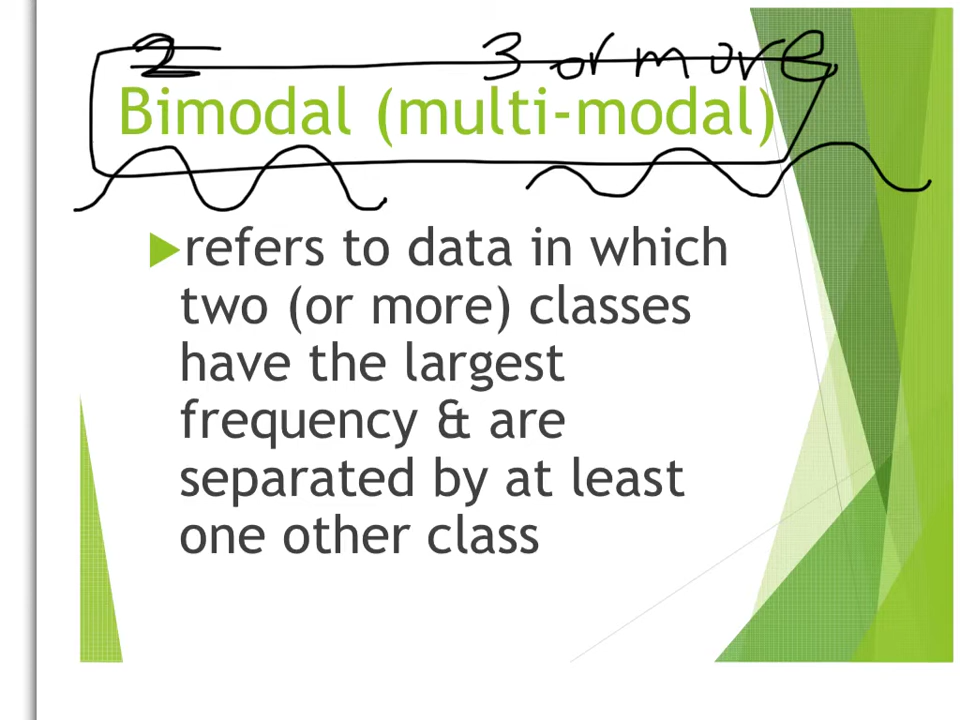 2 3 or more
Bimodal (multi-modal)
refers to data in which
two (or more) classes
have the largest
frequency & are
separated by at least
one other class